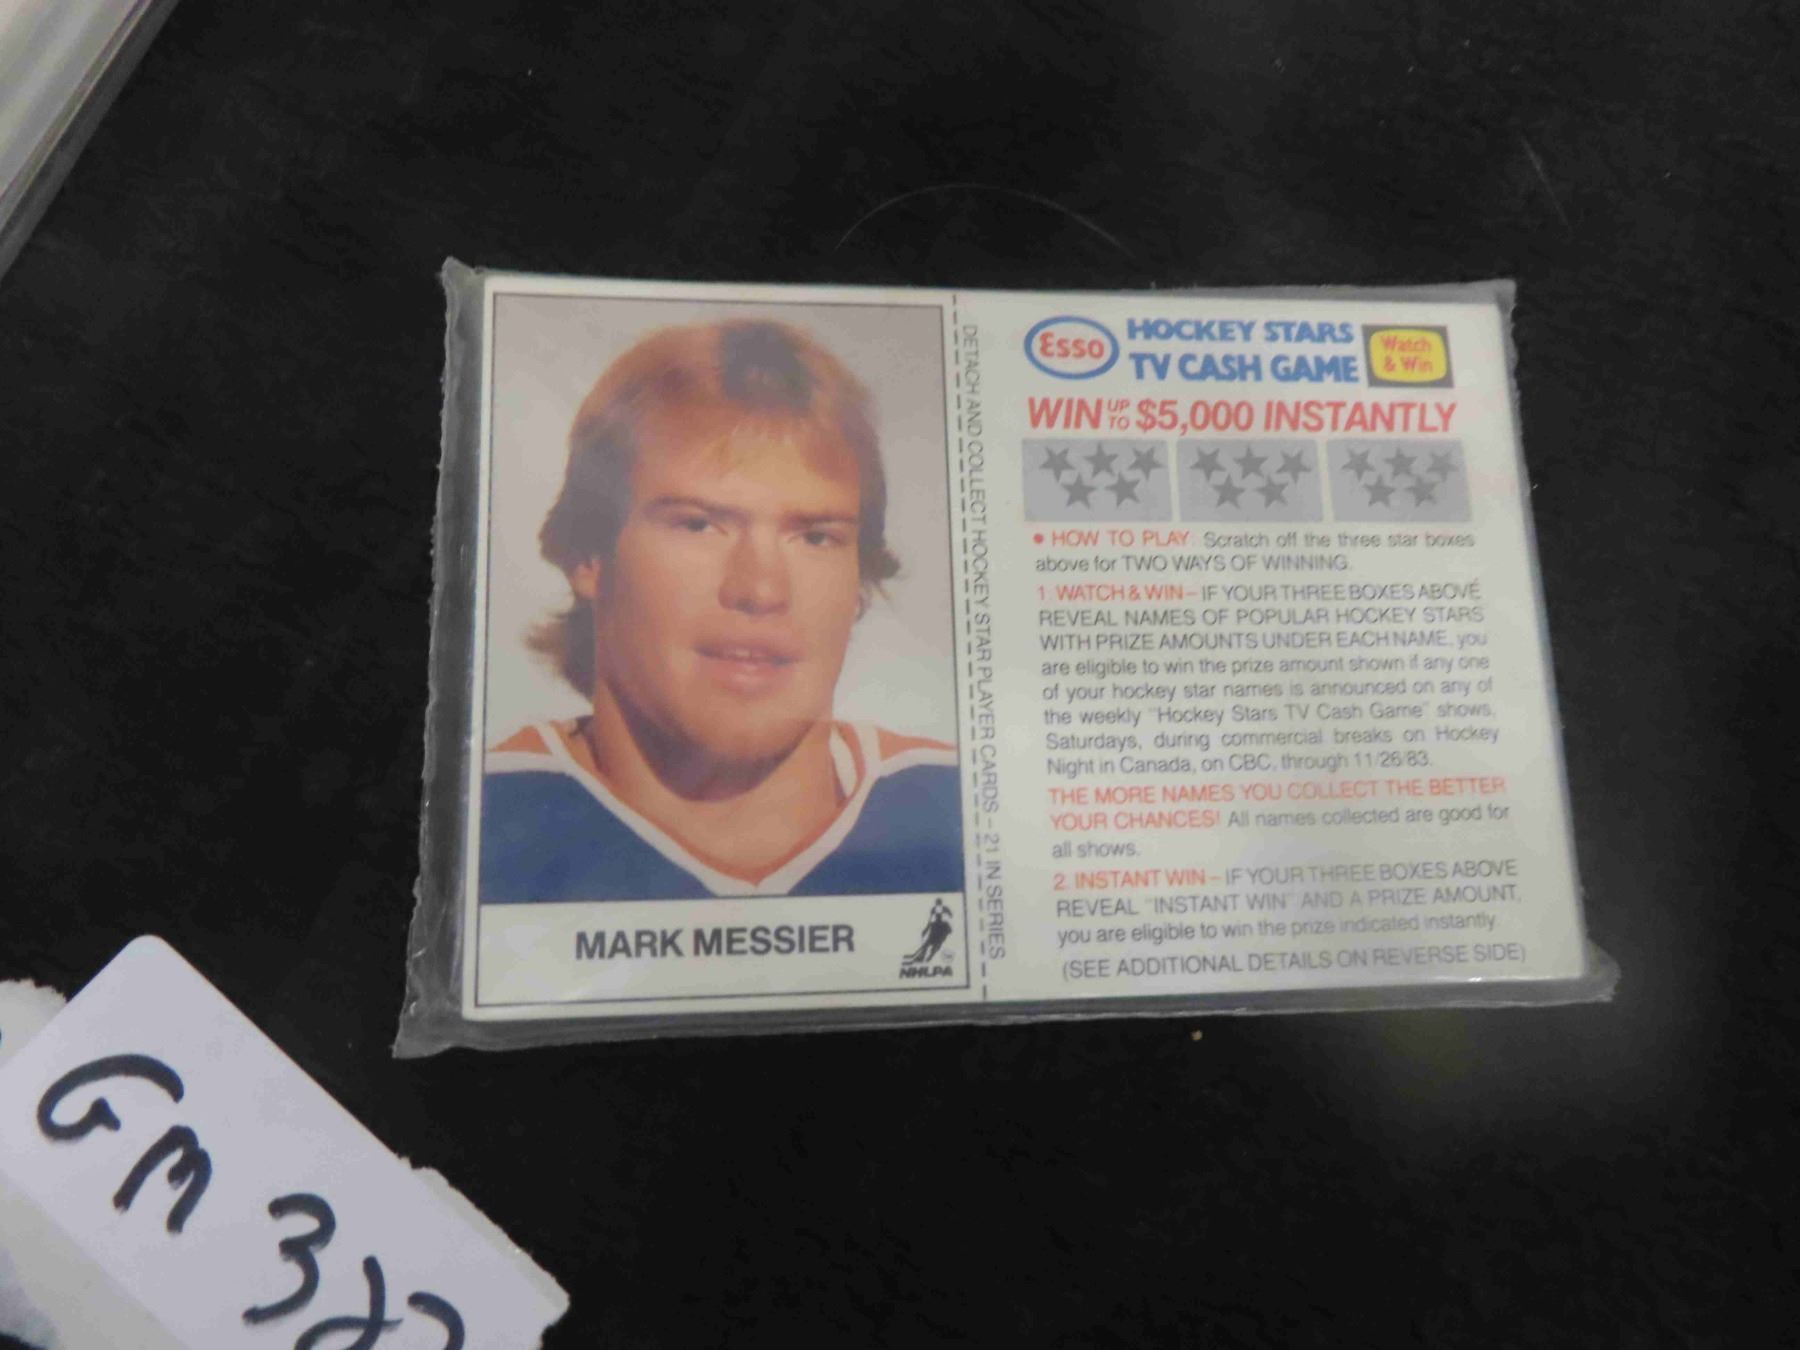 MARK MESSIER
NHLPA
DETACH AND COLLECT HOCKEY STAR PLAYER CARDS - 21 IN SERIES
Esso
HOCKEY STARS
TV CASH GAME
Watch
& Win
WIN UP TO $5,000 INSTANTLY
• HOW TO PLAY: Scratch off the three star boxes
above for TWO WAYS OF WINNING.
1. WATCH & WIN - IF YOUR THREE BOXES ABOVE
REVEAL NAMES OF POPULAR HOCKEY STARS
WITH PRIZE AMOUNTS UNDER EACH NAME, you
are eligible to win the prize amount shown if any one
of your hockey star names is announced on any of
the weekly "Hockey Stars TV Cash Game" shows,
Saturdays, during commercial breaks on Hockey
Night in Canada, on CBC, through 11/26/83.
THE MORE NAMES YOU COLLECT THE BETTER
YOUR CHANCES! All names collected are good for
all shows.
2. INSTANT WIN - IF YOUR THREE BOXES ABOVE
REVEAL "INSTANT WIN" AND A PRIZE AMOUNT,
you are eligible to win the prize indicated instantly.
(SEE ADDITIONAL DETAILS ON REVERSE SIDE)
GM 32